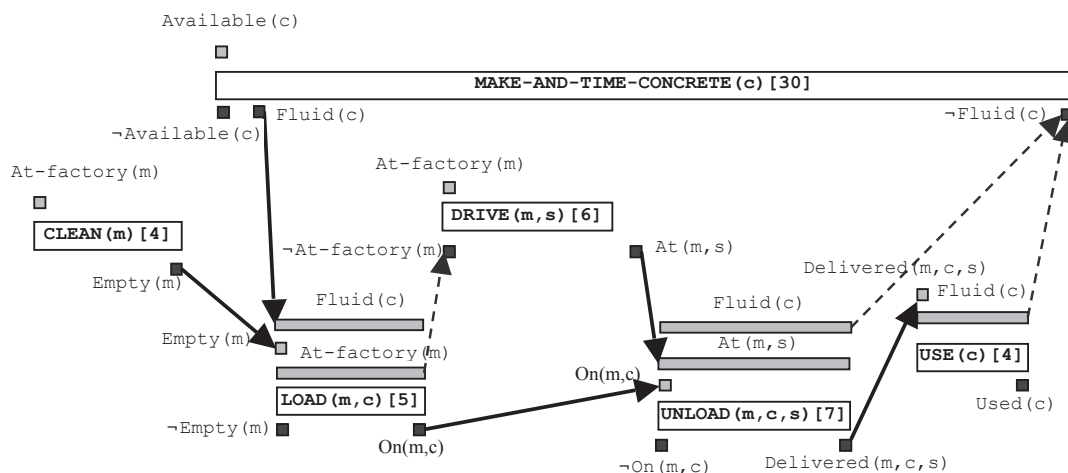 Available(c)
MAKE-AND-TIME-CONCRETE(c)[30]
¬Available(c)
Fluid(c)
¬Fluid(c)
At-factory(m)
At-factory(m)
CLEAN(m)[4]
DRIVE(m,s)[6]
¬At-factory(m)
At(m,s)
Empty(m)
Delivered(m,c,s)
Fluid(c)
Fluid(c)
Fluid(c)
Empty(m)
At-factory(m)
At(m,s)
USE(c)[4]
On(m,c)
LOAD(m,c)[5]
UNLOAD(m,c,s)[7]
Used(c)
¬Empty(m)
On(m,c)
¬On(m,c)
Delivered(m,c,s)